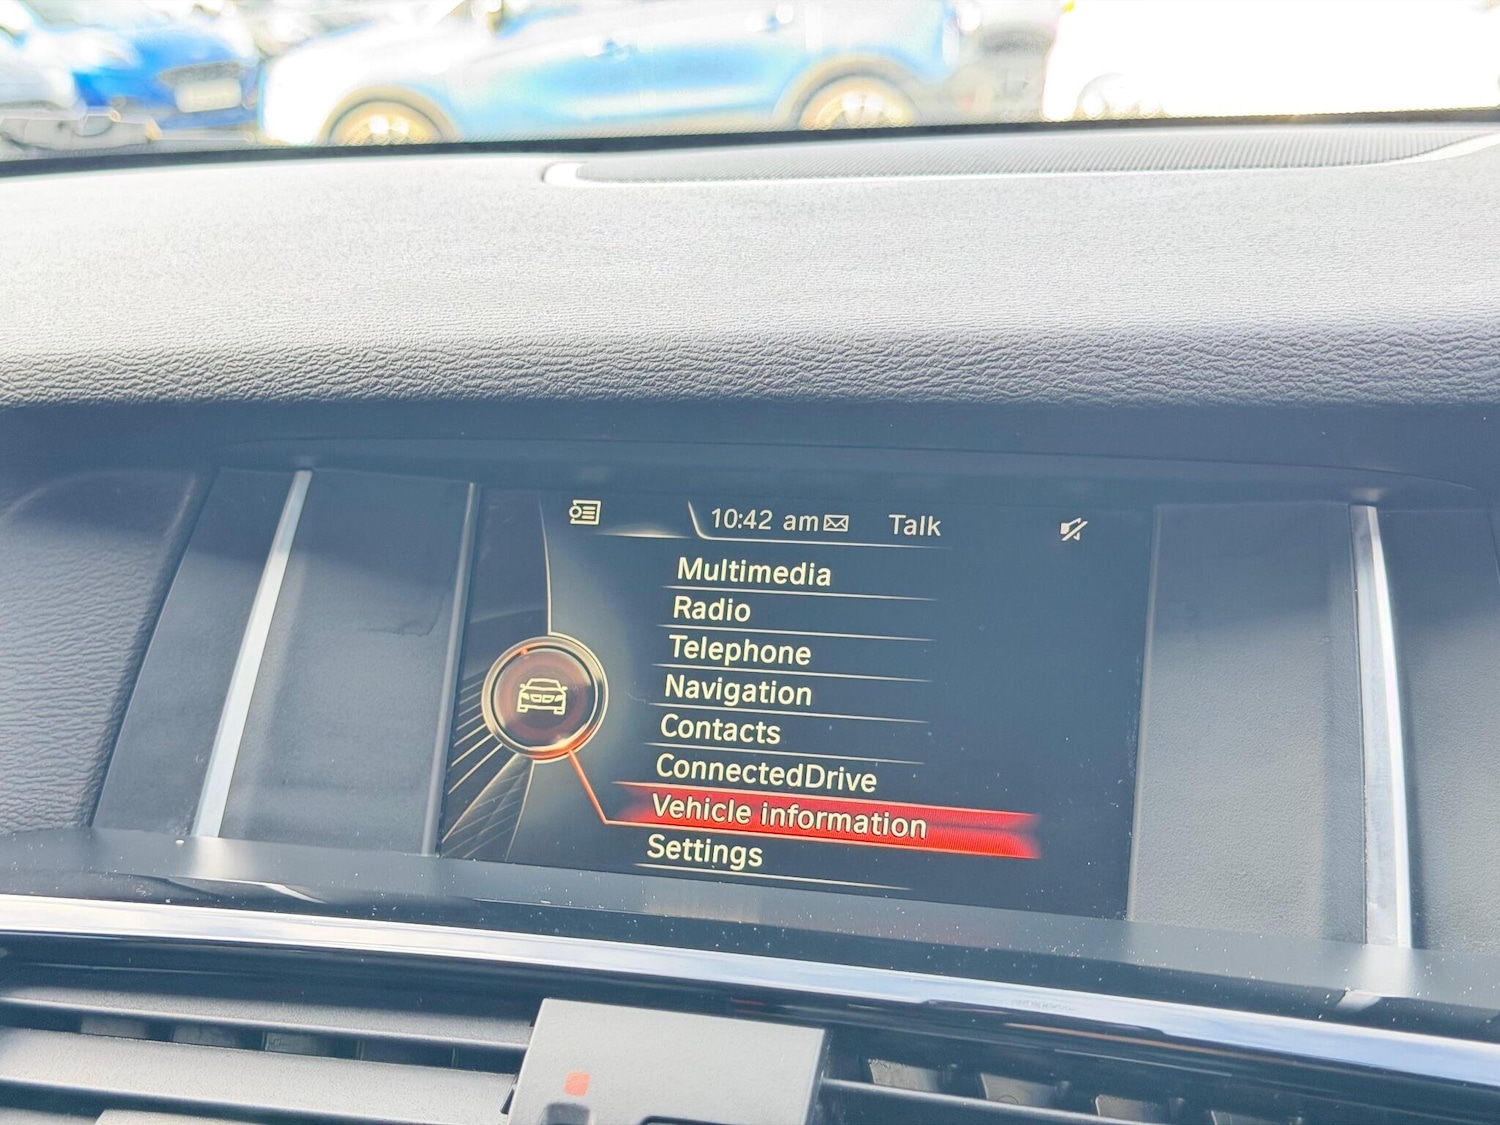 10:42 am Talk
Multimedia
Radio
Telephone
Navigation
Contacts
ConnectedDrive
Vehicle information
Settings